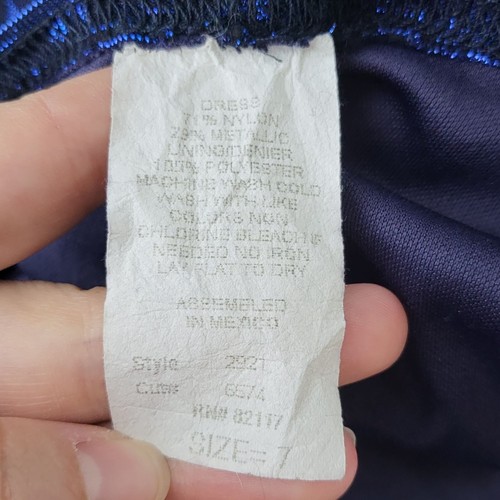 DRESS
71% NYLON
29% METALLIC
LINING/DENIER
100% POLYESTER
MACHINE WASH COLD
WASH WITH LIKE
COLORS NON
CHLORINE BLEACH IF
NEEDED NO IRON
LAY FLAT TO DRY
ASSEMBLED
IN MEXICO
Style 2921
Cut# 6574
RN# 82117
SIZE= 7